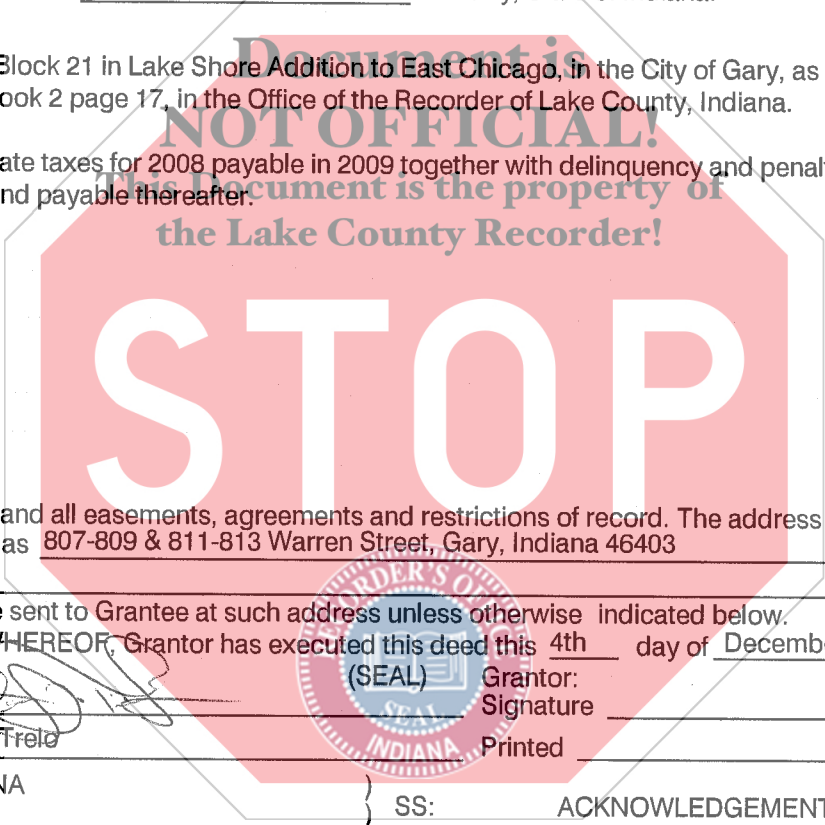 Document is
Block 21 in Lake Shore Addition to East Chicago, in the City of Gary, as
ook 2 page 17, in the Office of the Recorder of Lake County, Indiana.
NOT OFFICIAL!
ate taxes for 2008 payable in 2009 together with delinquency and penal
This Document is the property of
nd payable thereafter.
the Lake County Recorder!
STOP
and all easements, agreements and restrictions of record. The address
as 807-809 & 811-813 Warren Street, Gary, Indiana 46403
RECORDER'S OFFICE
sent to Grantee at such address unless otherwise indicated below.
HEREOF, Grantor has executed this deed this 4th day of Decemb
(SEAL) Grantor:
Signature
SEAL
INDIANA
Trelo Printed
NA
SS: ACKNOWLEDGEMENT